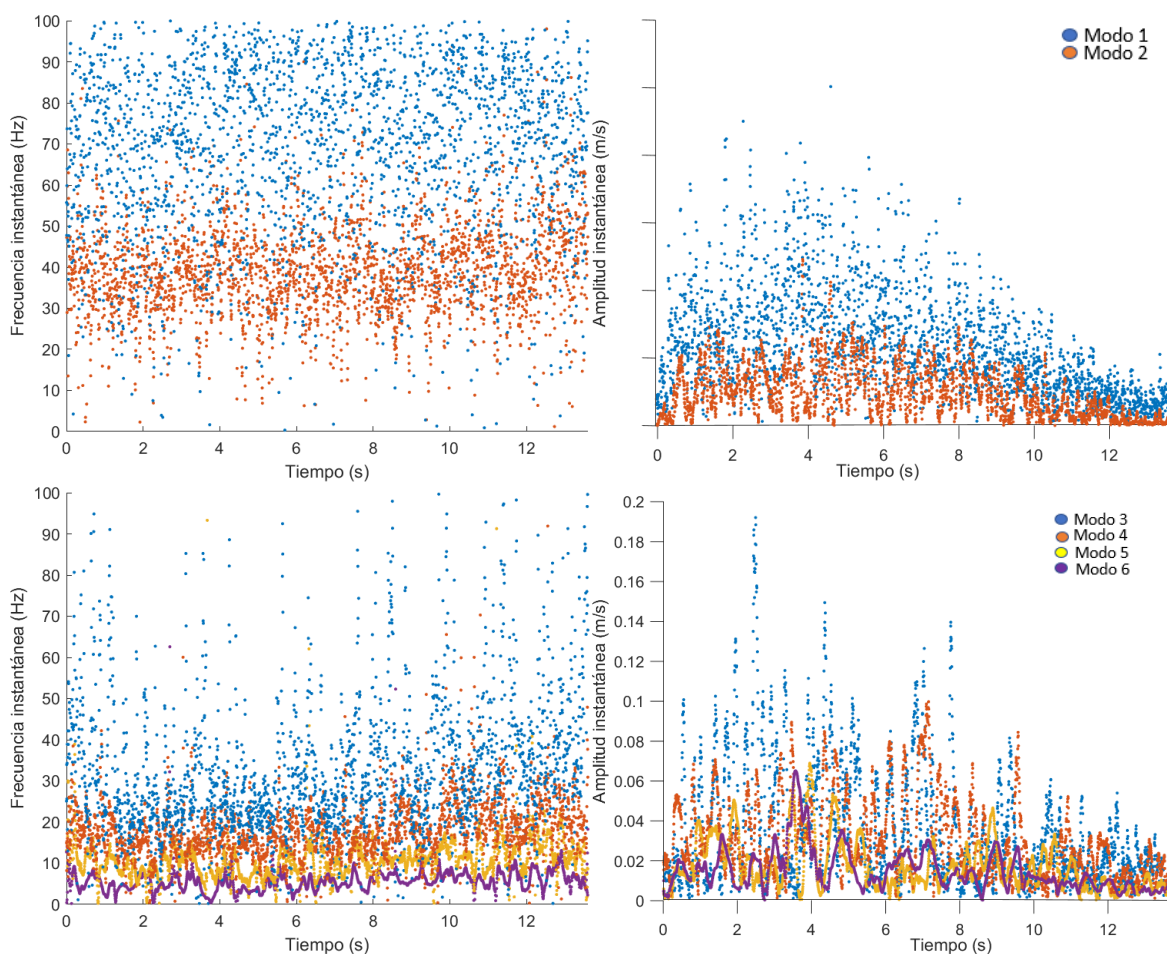 Frecuencia instantánea (Hz)
100
90
80
70
60
50
40
30
20
10
0
0 2 4 6 8 10 12
Tiempo (s)
Amplitud instantánea (m/s)
Modo 1
Modo 2
0 2 4 6 8 10 12
Tiempo (s)
Frecuencia instantánea (Hz)
100
90
80
70
60
50
40
30
20
10
0
0 2 4 6 8 10 12
Tiempo (s)
Amplitud instantánea (m/s)
0.2
0.18
0.16
0.14
0.12
0.1
0.08
0.06
0.04
0.02
0
Modo 3
Modo 4
Modo 5
Modo 6
0 2 4 6 8 10 12
Tiempo (s)